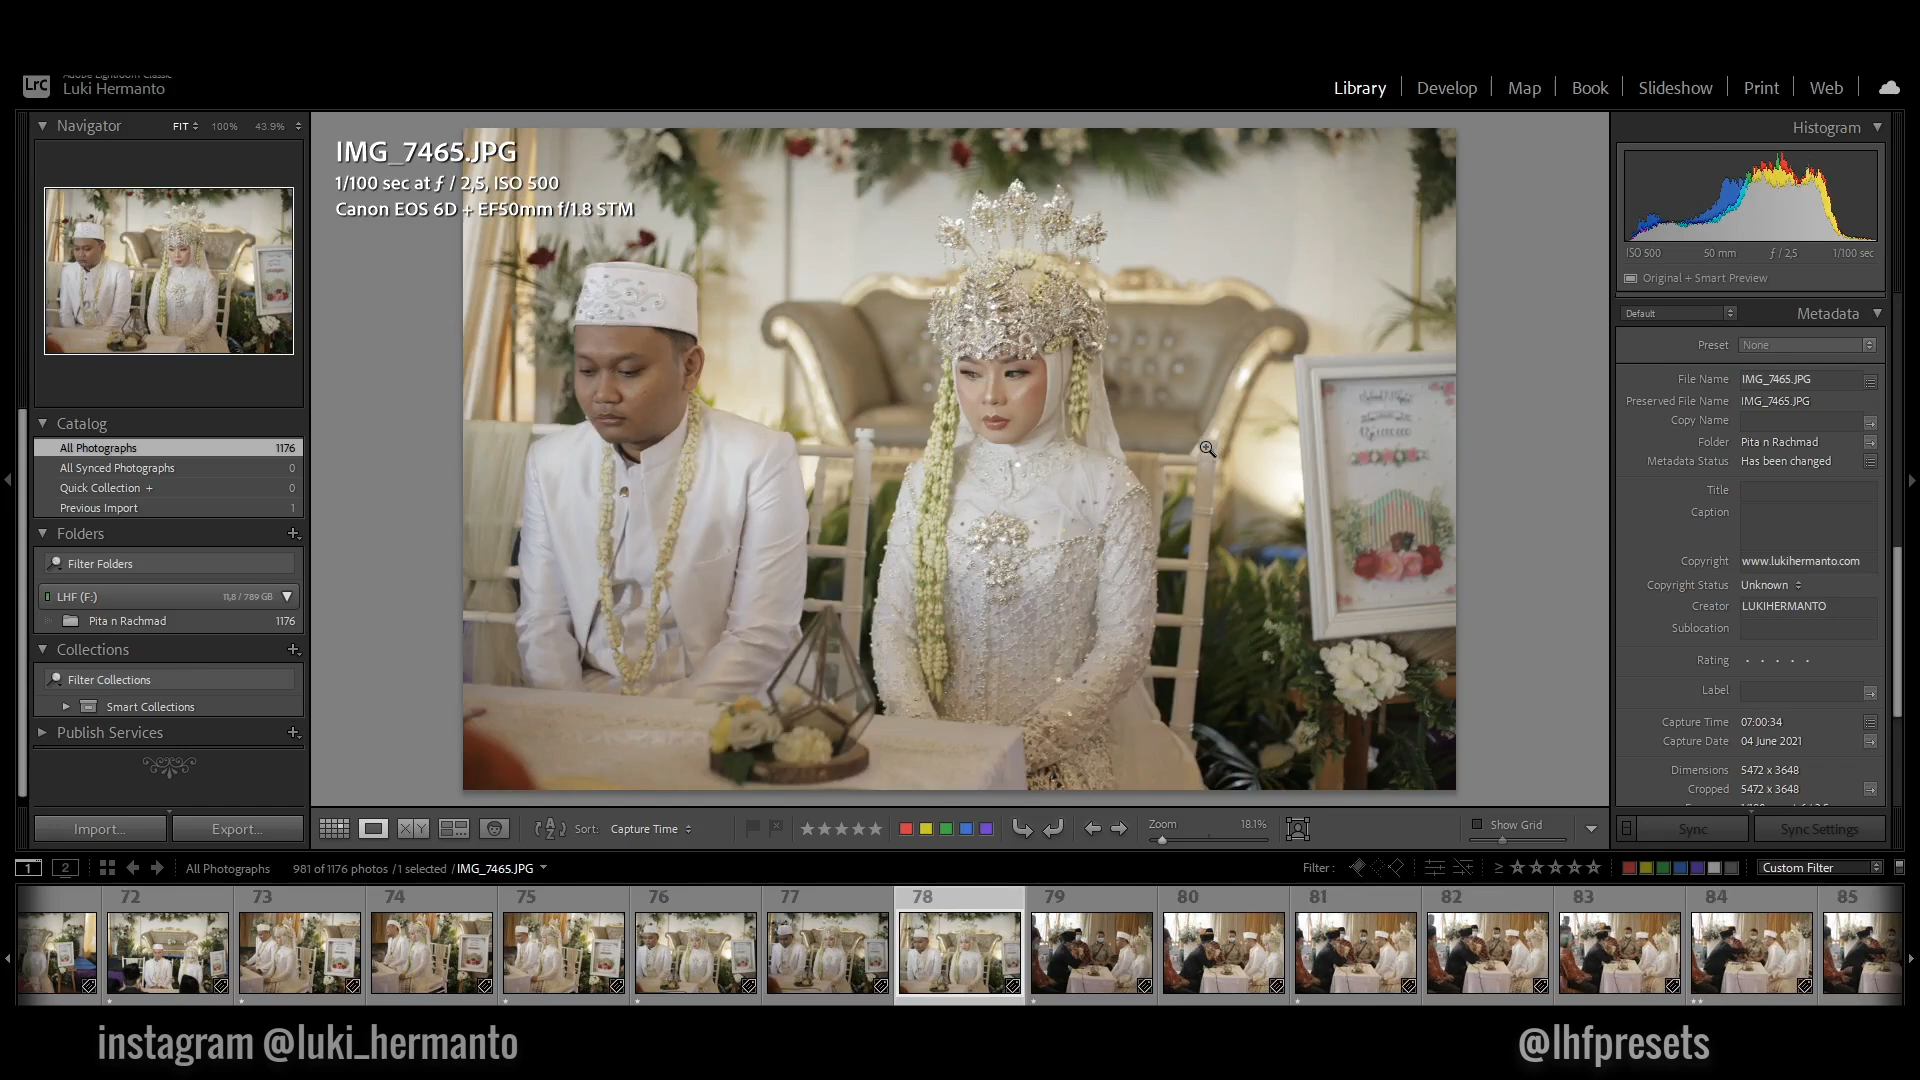 LrC
Adobe Lightroom Classic
Luki Hermanto
Library
Develop
Map
Book
Slideshow
Print
Web
Navigator
FIT
100%
43.9%
Catalog
All Photographs 1176
All Synced Photographs 0
Quick Collection + 0
Previous Import 1
Folders
Filter Folders
LHF (F:) 11,8 / 789 GB
Pita n Rachmad 1176
Collections
Filter Collections
Smart Collections
Publish Services
Import...
Export...
IMG_7465.JPG
1/100 sec at ƒ / 2,5, ISO 500
Canon EOS 6D + EF50mm f/1.8 STM
Histogram
ISO 500 50 mm ƒ / 2,5 1/100 sec
Original + Smart Preview
Default
Metadata
Preset None
File Name IMG_7465.JPG
Preserved File Name IMG_7465.JPG
Copy Name
Folder Pita n Rachmad
Metadata Status Has been changed
Title
Caption
Copyright www.lukihermanto.com
Copyright Status Unknown
Creator LUKIHERMANTO
Sublocation
Rating
Label
Capture Time 07:00:34
Capture Date 04 June 2021
Dimensions 5472 x 3648
Cropped 5472 x 3648
Sync
Sync Settings
XY
Sort: Capture Time
Zoom 18.1%
Show Grid
1 2
All Photographs
981 of 1176 photos / 1 selected / IMG_7465.JPG
Filter :
Custom Filter
72 73 74 75 76 77 78 79 80 81 82 83 84 85
instagram @luki_hermanto
@lhfpresets